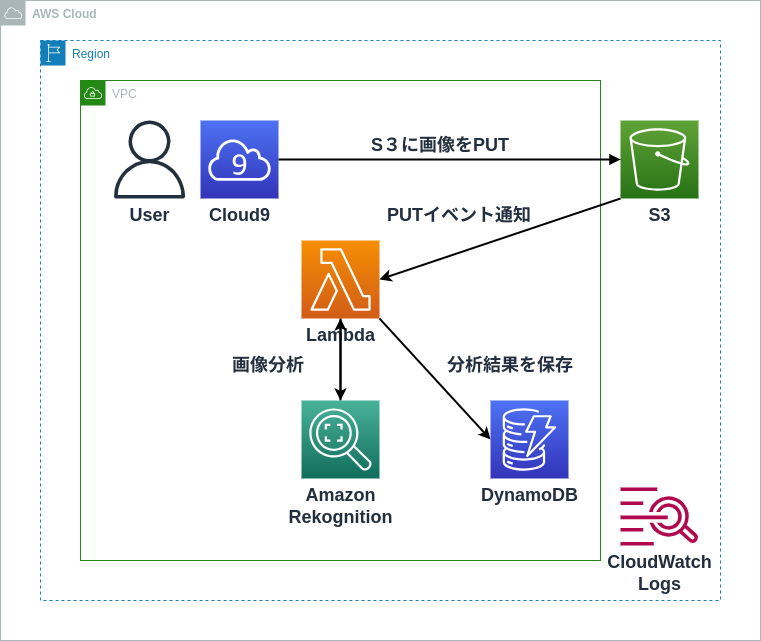 AWS Cloud
Region
VPC
S３に画像をPUT
9
User
Cloud9
PUTイベント通知
S3
Lambda
画像分析
分析結果を保存
Amazon
Rekognition
DynamoDB
CloudWatch
Logs